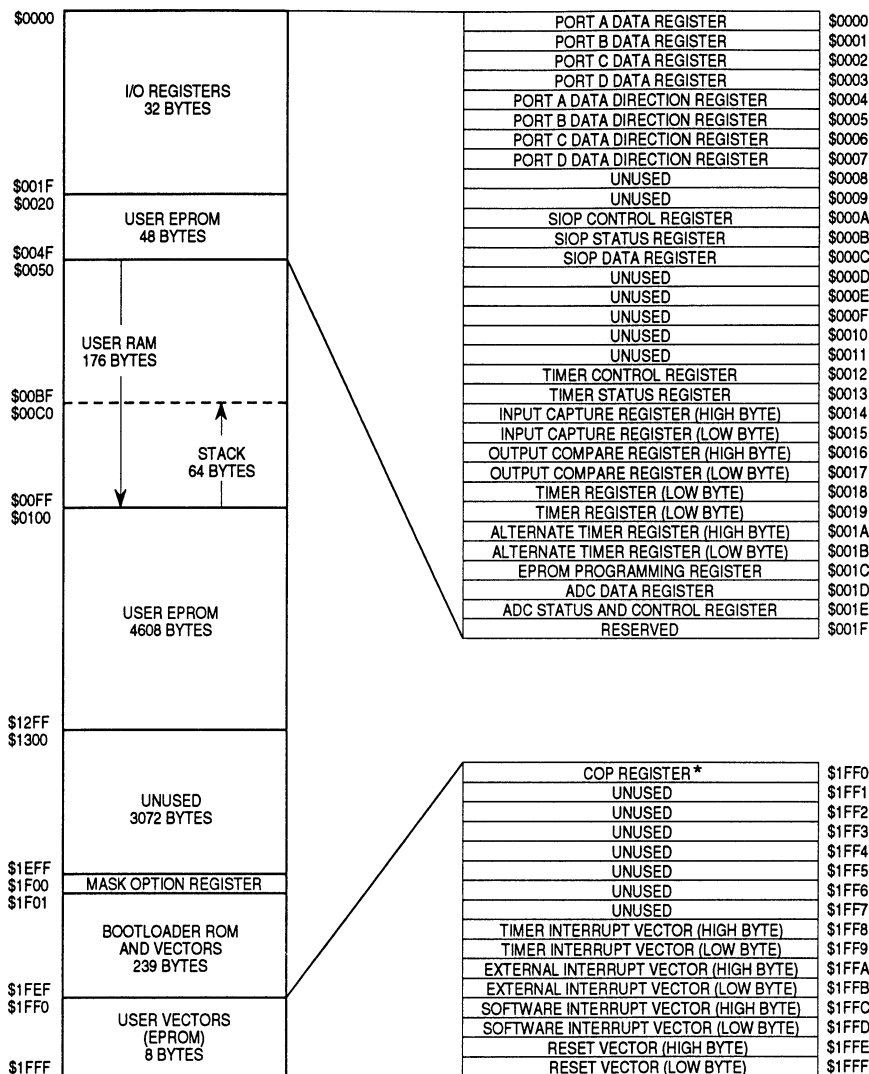 $0000
I/O REGISTERS
32 BYTES
$001F
$0020
USER EPROM
48 BYTES
$004F
$0050
USER RAM
176 BYTES
$00BF
$00C0
STACK
64 BYTES
$00FF
$0100
USER EPROM
4608 BYTES
$12FF
$1300
UNUSED
3072 BYTES
$1EFF
$1F00
MASK OPTION REGISTER
$1F01
BOOTLOADER ROM
AND VECTORS
239 BYTES
$1FEF
$1FF0
USER VECTORS
(EPROM)
8 BYTES
$1FFF
PORT A DATA REGISTER $0000
PORT B DATA REGISTER $0001
PORT C DATA REGISTER $0002
PORT D DATA REGISTER $0003
PORT A DATA DIRECTION REGISTER $0004
PORT B DATA DIRECTION REGISTER $0005
PORT C DATA DIRECTION REGISTER $0006
PORT D DATA DIRECTION REGISTER $0007
UNUSED $0008
UNUSED $0009
SIOP CONTROL REGISTER $000A
SIOP STATUS REGISTER $000B
SIOP DATA REGISTER $000C
UNUSED $000D
UNUSED $000E
UNUSED $000F
UNUSED $0010
UNUSED $0011
TIMER CONTROL REGISTER $0012
TIMER STATUS REGISTER $0013
INPUT CAPTURE REGISTER (HIGH BYTE) $0014
INPUT CAPTURE REGISTER (LOW BYTE) $0015
OUTPUT COMPARE REGISTER (HIGH BYTE) $0016
OUTPUT COMPARE REGISTER (LOW BYTE) $0017
TIMER REGISTER (LOW BYTE) $0018
TIMER REGISTER (LOW BYTE) $0019
ALTERNATE TIMER REGISTER (HIGH BYTE) $001A
ALTERNATE TIMER REGISTER (LOW BYTE) $001B
EPROM PROGRAMMING REGISTER $001C
ADC DATA REGISTER $001D
ADC STATUS AND CONTROL REGISTER $001E
RESERVED $001F
COP REGISTER* $1FF0
UNUSED $1FF1
UNUSED $1FF2
UNUSED $1FF3
UNUSED $1FF4
UNUSED $1FF5
UNUSED $1FF6
UNUSED $1FF7
TIMER INTERRUPT VECTOR (HIGH BYTE) $1FF8
TIMER INTERRUPT VECTOR (LOW BYTE) $1FF9
EXTERNAL INTERRUPT VECTOR (HIGH BYTE) $1FFA
EXTERNAL INTERRUPT VECTOR (LOW BYTE) $1FFB
SOFTWARE INTERRUPT VECTOR (HIGH BYTE) $1FFC
SOFTWARE INTERRUPT VECTOR (LOW BYTE) $1FFD
RESET VECTOR (HIGH BYTE) $1FFE
RESET VECTOR (LOW BYTE) $1FFF